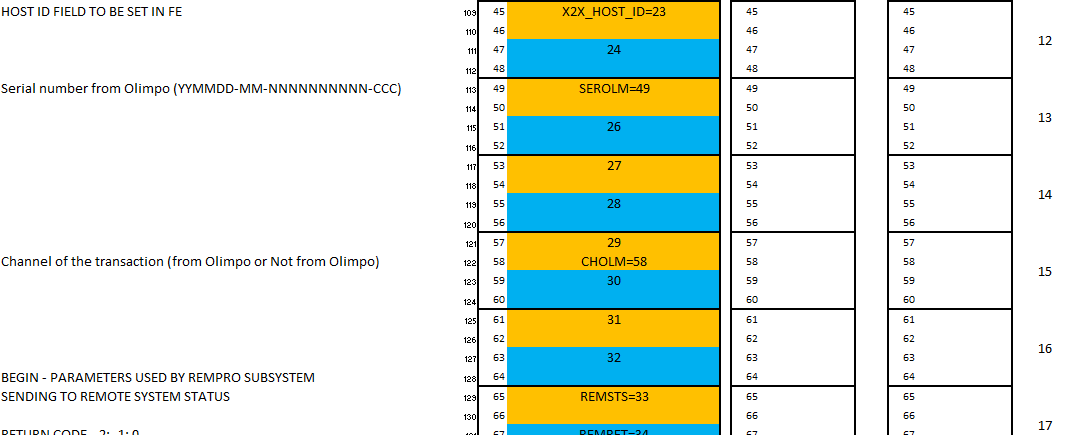 HOST ID FIELD TO BE SET IN FE 109 45 X2X_HOST_ID=23 45 45
110 46 46 46 12
111 47 24 47 47
112 48 48 48
Serial number from Olimpo (YYMMDD-MM-NNNNNNNNNN-CCC) 113 49 SEROLM=49 49 49
114 50 50 50 13
115 51 26 51 51
116 52 52 52
117 53 27 53 53
118 54 54 54 14
119 55 28 55 55
120 56 56 56
121 57 29 57 57
Channel of the transaction (from Olimpo or Not from Olimpo) 122 58 CHOLM=58 58 58 15
123 59 30 59 59
124 60 60 60
125 61 31 61 61
126 62 62 62 16
127 63 32 63 63
BEGIN - PARAMETERS USED BY REMPRO SUBSYSTEM 128 64 64 64
SENDING TO REMOTE SYSTEM STATUS 129 65 REMSTS=33 65 65
130 66 66 66 17
RETURN CODE 67 REMRET=34 67 67